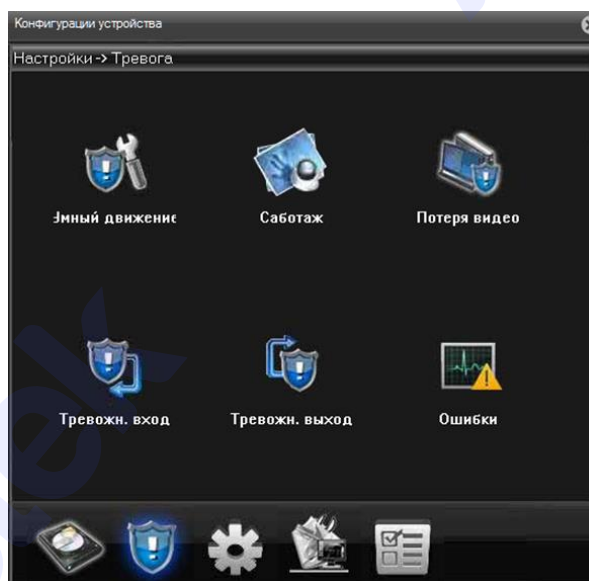 Конфигурации устройства
Настройки-> Тревога
Умный движение
Саботаж
Потеря видео
Тревожн. вход
Тревожн. выход
Ошибки